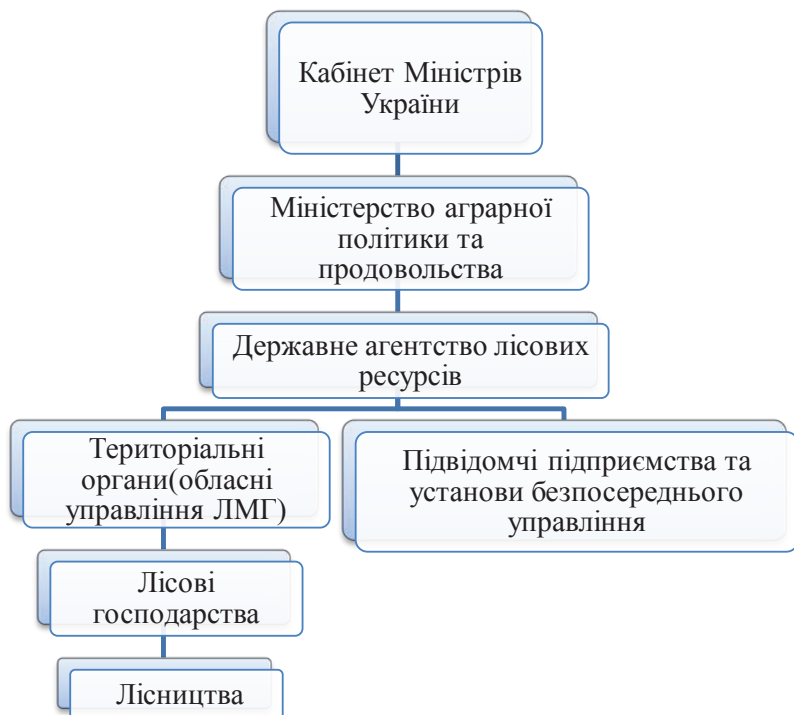 Кабінет Міністрів
України
Міністерство аграрної
політики та
продовольства
Державне агентство лісових
ресурсів
Територіальні
органи(обласні
управління ЛМГ)
Підвідомчі підприємства та
установи безпосереднього
управління
Лісові
господарства
Лісництва